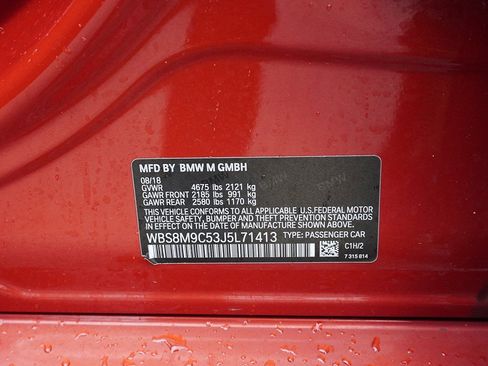 MFD BY BMW M GMBH
08/18
GVWR 4675 lbs 2121 kg
GAWR FRONT 2185 lbs 991 kg
GAWR REAR 2580 lbs 1170 kg
THIS VEHICLE CONFORMS TO ALL APPLICABLE U.S.FEDERAL MOTOR
VEHICLE SAFETY, BUMPER, AND THEFT PREVENTION STANDARDS
IN EFFECT ON THE DATE OF MANUFACTURE SHOWN ABOVE.
WBS8M9C53J5L71413 TYPE: PASSENGER CAR
C1H/2
7 315 814